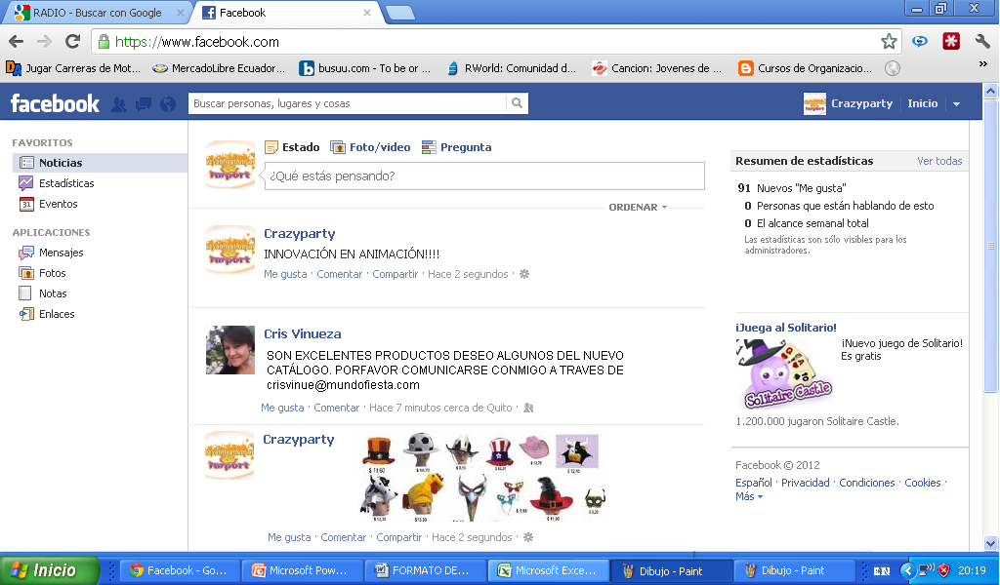 RADIO - Buscar con Google
Facebook
https://www.facebook.com
Jugar Carreras de Mot...
MercadoLibre Ecuador...
busuu.com - To be or ...
RWorld: Comunidad d...
Cancion: Jovenes de ...
Cursos de Organizacio...
facebook
Buscar personas, lugares y cosas
Crazyparty
Inicio
FAVORITOS
Noticias
Estadísticas
Eventos
APLICACIONES
Mensajes
Fotos
Notas
Enlaces
Estado
Foto/video
Pregunta
¿Qué estás pensando?
ORDENAR
Crazyparty
INNOVACIÓN EN ANIMACIÓN!!!!
Me gusta · Comentar · Compartir · Hace 2 segundos ·
Cris Vinueza
SON EXCELENTES PRODUCTOS DESEO ALGUNOS DEL NUEVO
CATÁLOGO. PORFAVOR COMUNICARSE CONMIGO A TRAVES DE
crisvinue@mundofiesta.com
Me gusta · Comentar · Hace 7 minutos cerca de Quito ·
Crazyparty
Me gusta · Comentar · Compartir · Hace 2 segundos ·
Resumen de estadísticas
Ver todas
91 Nuevos "Me gusta"
0 Personas que están hablando de esto
0 El alcance semanal total
Las estadísticas son sólo visibles para los
administradores.
¡Juega al Solitario!
¡Nuevo juego de Solitario!
Es gratis
Solitaire Castle
1.200.000 jugaron Solitaire Castle.
Facebook © 2012
Español · Privacidad · Condiciones · Cookies ·
Más
Inicio
Facebook - Go...
Microsoft Pow...
FORMATO DE...
Microsoft Exce...
Dibujo - Paint
Dibujo - Paint
EN
20:19